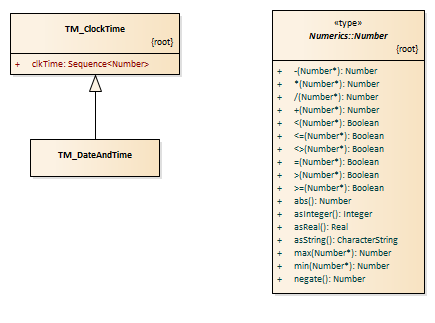 TM_ClockTime
{root}
+ clkTime: Sequence<Number>
TM_DateAndTime
«type»
Numerics::Number
{root}
+ -(Number*): Number
+ *(Number*): Number
+ /(Number*): Number
+ +(Number*): Number
+ <(Number*): Boolean
+ <=(Number*): Boolean
+ <>(Number*): Boolean
+ =(Number*): Boolean
+ >(Number*): Boolean
+ >=(Number*): Boolean
+ abs(): Number
+ asInteger(): Integer
+ asReal(): Real
+ asString(): CharacterString
+ max(Number*): Number
+ min(Number*): Number
+ negate(): Number